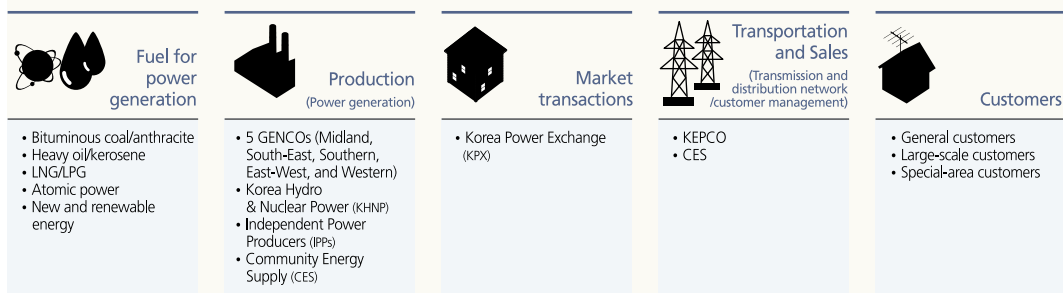 Fuel for
power
generation
• Bituminous coal/anthracite
• Heavy oil/kerosene
• LNG/LPG
• Atomic power
• New and renewable
energy
Production
(Power generation)
• 5 GENCOs (Midland,
South-East, Southern,
East-West, and Western)
• Korea Hydro
& Nuclear Power (KHNP)
• Independent Power
Producers (IPPs)
• Community Energy
Supply (CES)
Market
transactions
• Korea Power Exchange
(KPX)
Transportation
and Sales
(Transmission and
distribution network
/customer management)
• KEPCO
• CES
Customers
• General customers
• Large-scale customers
• Special-area customers